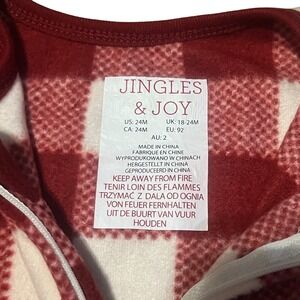 JINGLES
& JOY
US: 24M UK: 18-24M
CA: 24M EU: 92
AU: 2
MADE IN CHINA
FABRIQUÉ EN CHINE
WYPRODUKOWANO W CHINACH
HERGESTELLT IN CHINA
GEPRODUCEERD IN CHINA
KEEP AWAY FROM FIRE
TENIR LOIN DES FLAMMES
TRZYMAĆ Z DALA OD OGNIA
VON FEUER FERNHALTEN
UIT DE BUURT VAN VUUR
HOUDEN